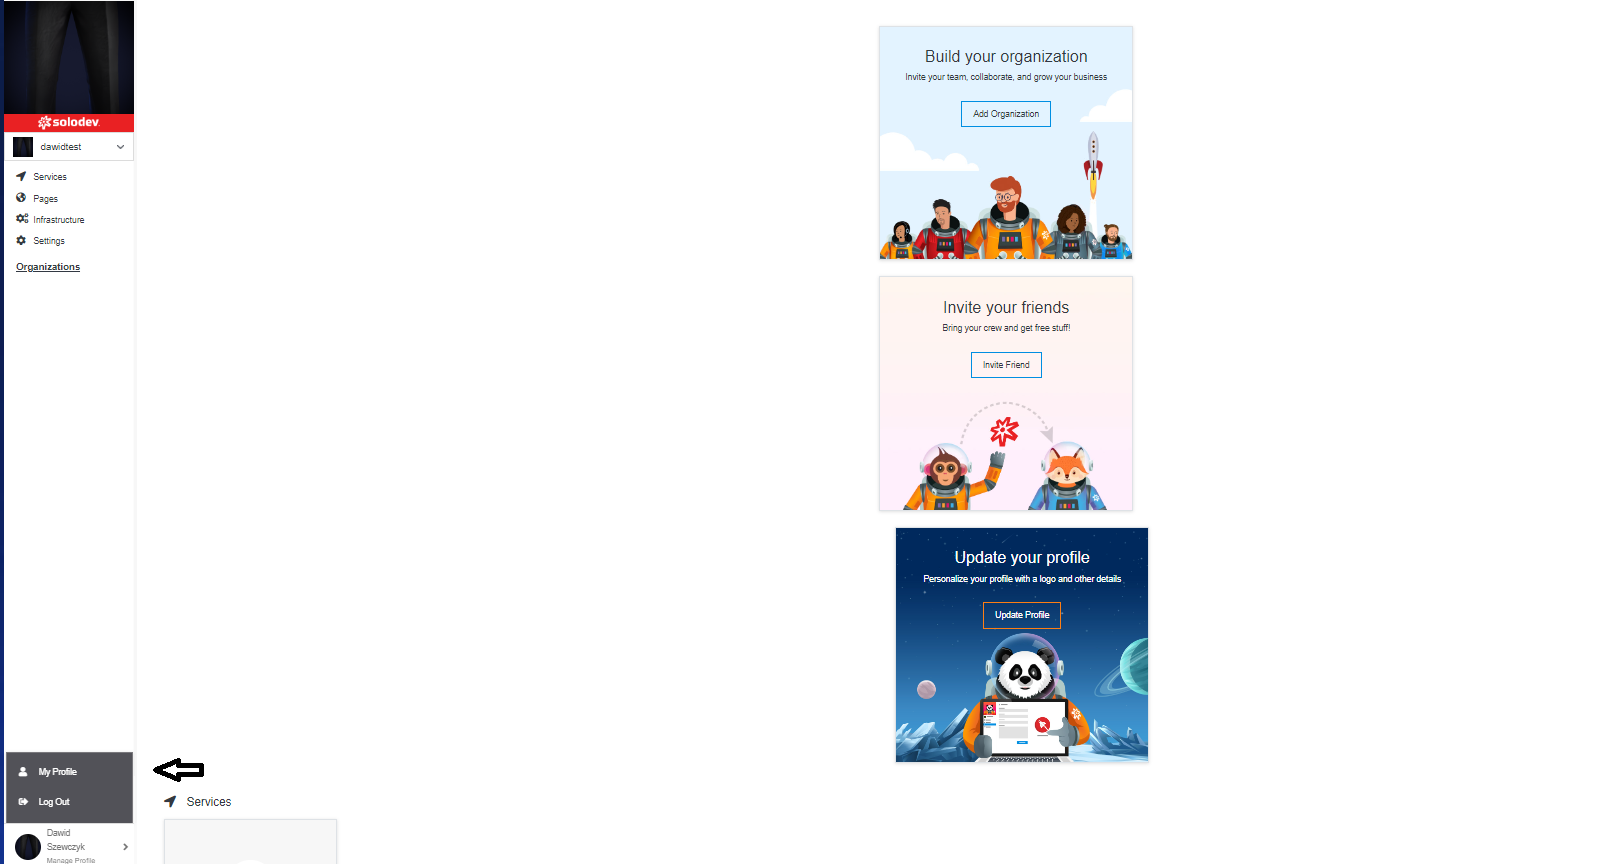 solodev
dawidtest
Services
Pages
Infrastructure
Settings
Organizations
My Profile
Log Out
Dawid
Szewczyk
Manage Profile
Build your organization
Invite your team, collaborate, and grow your business
Add Organization
Invite your friends
Bring your crew and get free stuff!
Invite Friend
Update your profile
Personalize your profile with a logo and other details
Update Profile
Services